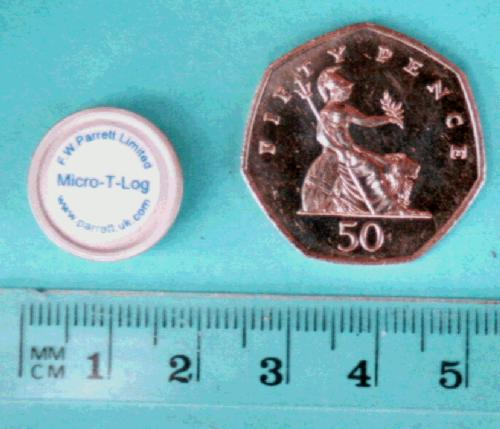 F.W Parrett Limited
Micro-T-Log
www.parrett.uk.com
FIFTY PENCE
50
MM
CM 1 2 3 4 5